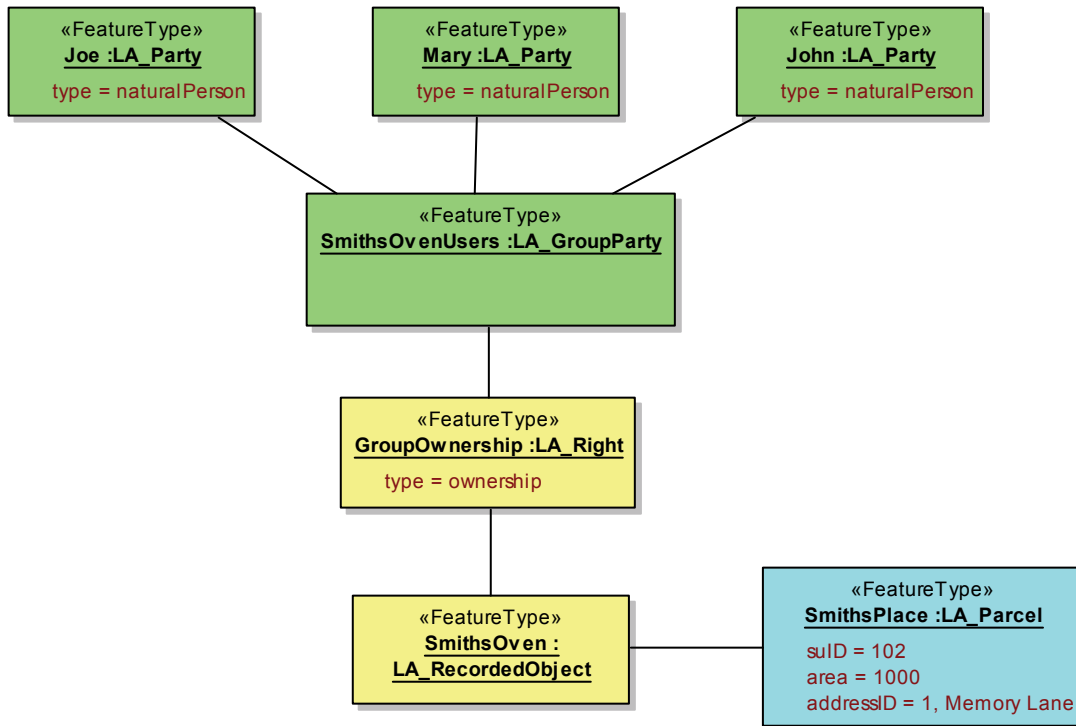 «FeatureType»
Joe :LA_Party
type = naturalPerson
«FeatureType»
Mary :LA_Party
type = naturalPerson
«FeatureType»
John :LA_Party
type = naturalPerson
«FeatureType»
SmithsOvenUsers :LA_GroupParty
«FeatureType»
GroupOwnership :LA_Right
type = ownership
«FeatureType»
SmithsOven :
LA_RecordedObject
«FeatureType»
SmithsPlace :LA_Parcel
suID = 102
area = 1000
addressID = 1, Memory Lane